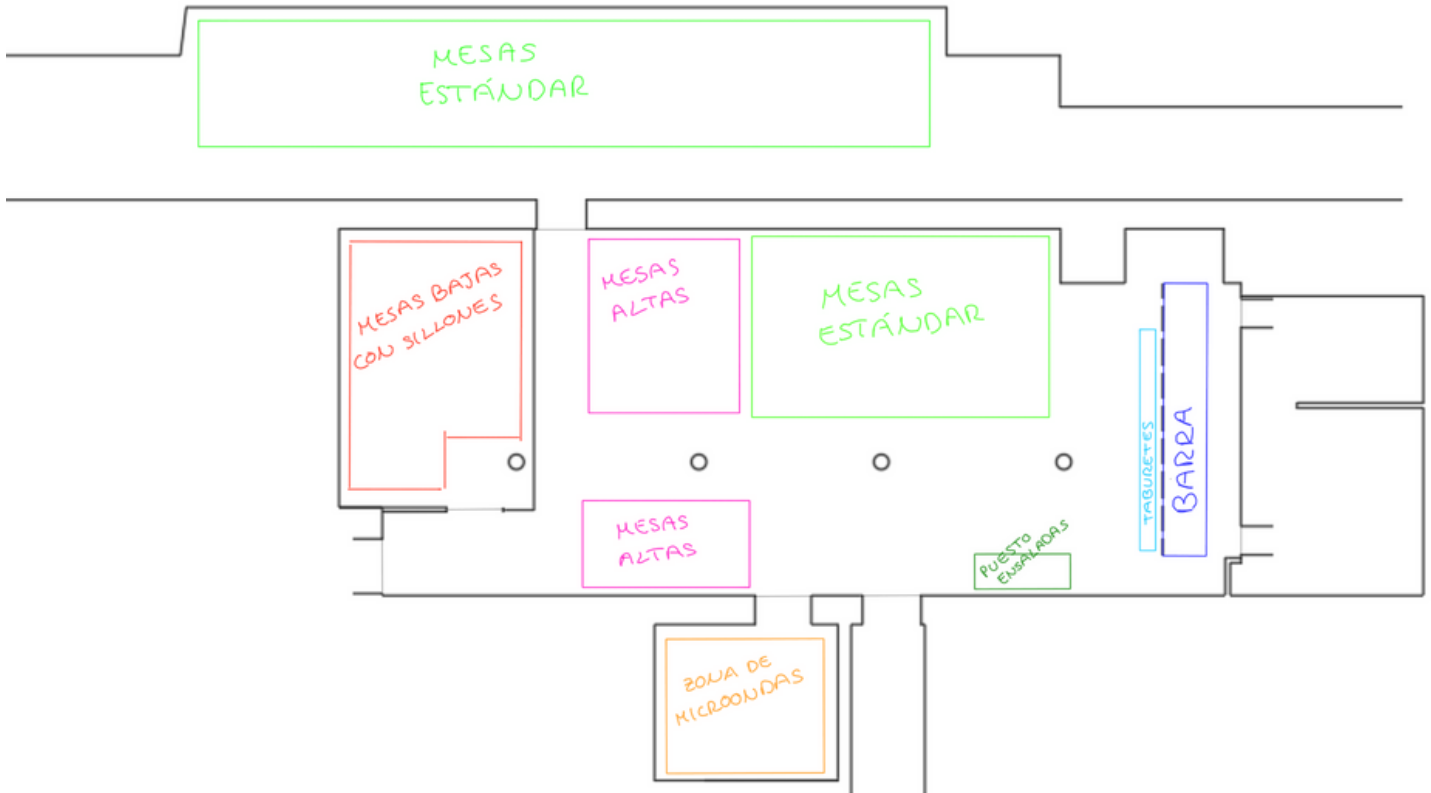 MESAS
ESTÁNDAR
MESAS BAJAS
CON SILLONES
MESAS
ALTAS
MESAS
ESTÁNDAR
TABURETES
BARRA
MESAS
ALTAS
PUESTO
ENSALADAS
ZONA DE
MICROONDAS